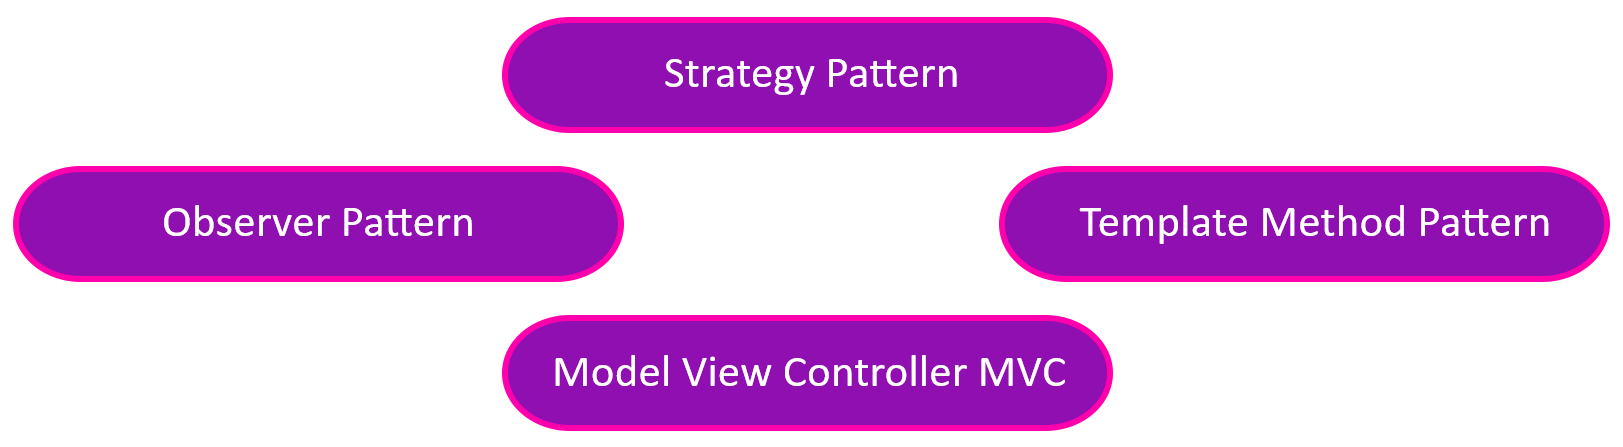 Strategy Pattern
Observer Pattern
Template Method Pattern
Model View Controller MVC